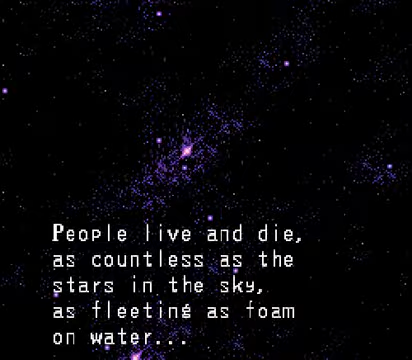 People live and die,
as countless as the
stars in the sky,
as fleeting as foam
on water...